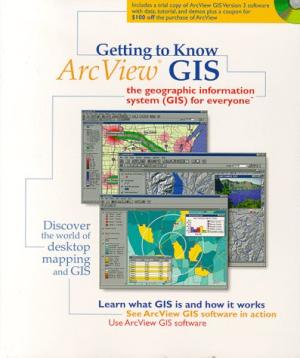 Includes a trial copy of ArcView GIS Version 3 software
with data, tutorial, and demos plus a coupon for
$100 off the purchase of ArcView
Getting to Know
ArcView® GIS
the geographic information
system (GIS) for everyone™
Discover
the world of
desktop
mapping
and GIS
Learn what GIS is and how it works
See ArcView GIS software in action
Use ArcView GIS software